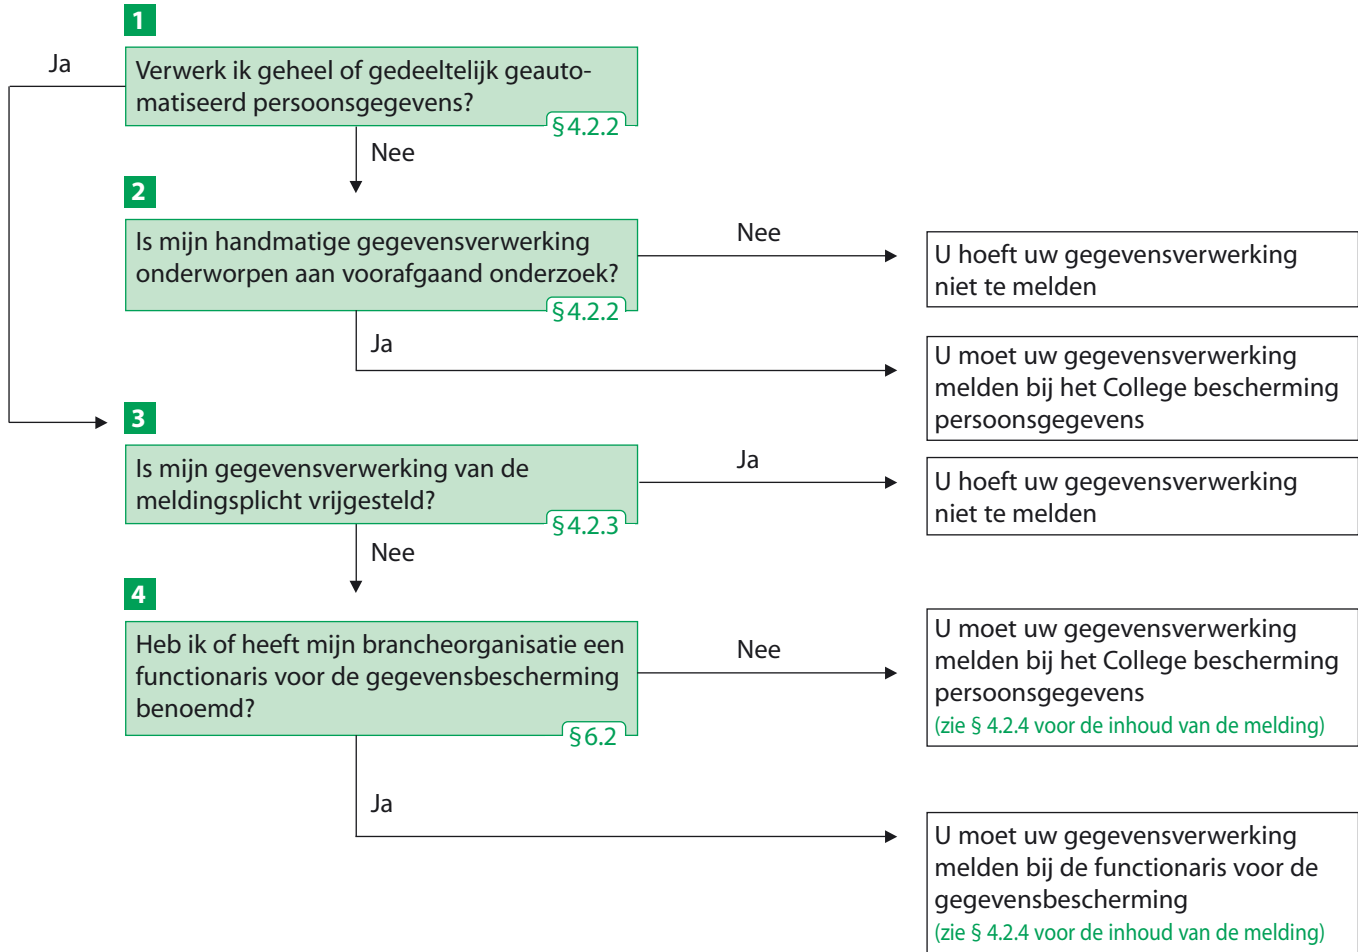 1
Ja
Verwerk ik geheel of gedeeltelijk geauto-
matiseerd persoonsgegevens?
§ 4.2.2
Nee
2
Is mijn handmatige gegevensverwerking
onderworpen aan voorafgaand onderzoek?
§ 4.2.2
Nee
U hoeft uw gegevensverwerking
niet te melden
Ja
U moet uw gegevensverwerking
melden bij het College bescherming
persoonsgegevens
3
Is mijn gegevensverwerking van de
meldingsplicht vrijgesteld?
§ 4.2.3
Ja
U hoeft uw gegevensverwerking
niet te melden
Nee
4
Heb ik of heeft mijn brancheorganisatie een
functionaris voor de gegevensbescherming
benoemd?
§ 6.2
Nee
U moet uw gegevensverwerking
melden bij het College bescherming
persoonsgegevens
(zie § 4.2.4 voor de inhoud van de melding)
Ja
U moet uw gegevensverwerking
melden bij de functionaris voor de
gegevensbescherming
(zie § 4.2.4 voor de inhoud van de melding)